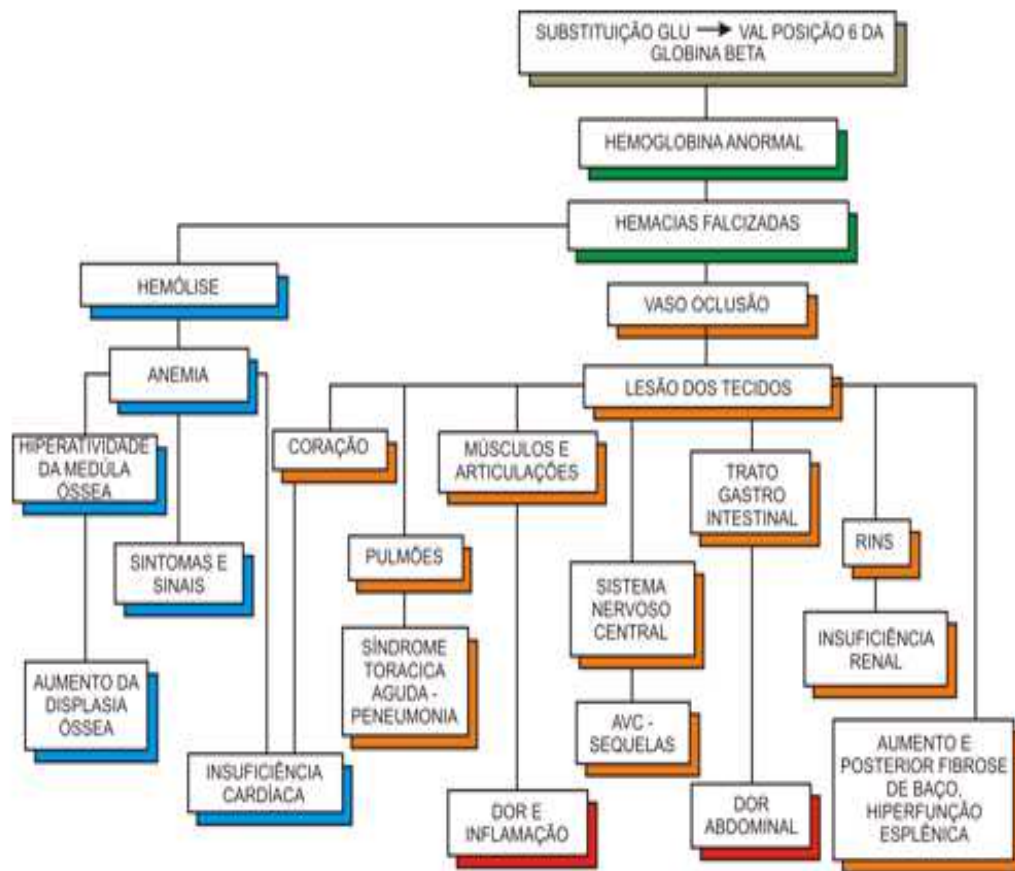 SUBSTITUIÇÃO GLU → VAL POSIÇÃO 6 DA
GLOBINA BETA
HEMOGLOBINA ANORMAL
HEMACIAS FALCIZADAS
HEMÓLISE
VASO OCLUSÃO
ANEMIA
LESÃO DOS TECIDOS
HIPERATIVIDADE
DA MEDÚLA
ÓSSEA
CORAÇÃO
MÚSCULOS E
ARTICULAÇÕES
TRATO
GASTRO
INTESTINAL
SINTOMAS E
SINAIS
PULMÕES
SISTEMA
NERVOSO
CENTRAL
RINS
AUMENTO DA
DISPLASIA
ÓSSEA
SÍNDROME
TORACICA
AGUDA -
PENEUMONIA
INSUFICIÊNCIA
RENAL
INSUFICIÊNCIA
CARDÍACA
AVC -
SEQUELAS
DOR E
INFLAMAÇÃO
DOR
ABDOMINAL
AUMENTO E
POSTERIOR FIBROSE
DE BAÇO,
HIPERFUNÇÃO
ESPLÊNICA